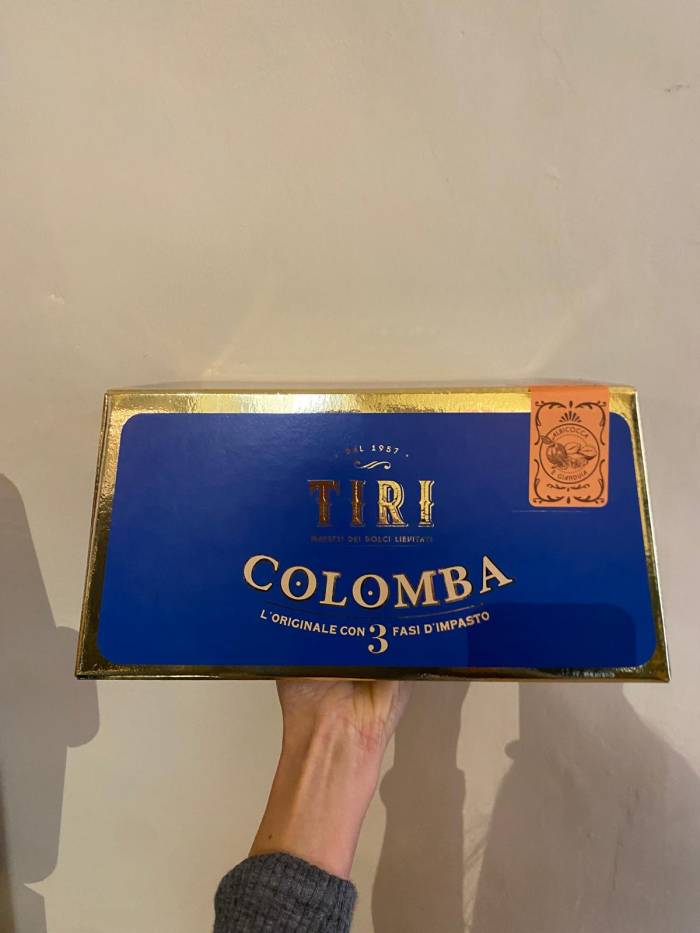 · DAL 1957 ·
TIRI
MAESTRI DEI DOLCI LIEVITATI
COLOMBA
L'ORIGINALE CON 3 FASI D'IMPASTO
ALBICOCCA
E GIANDUIA